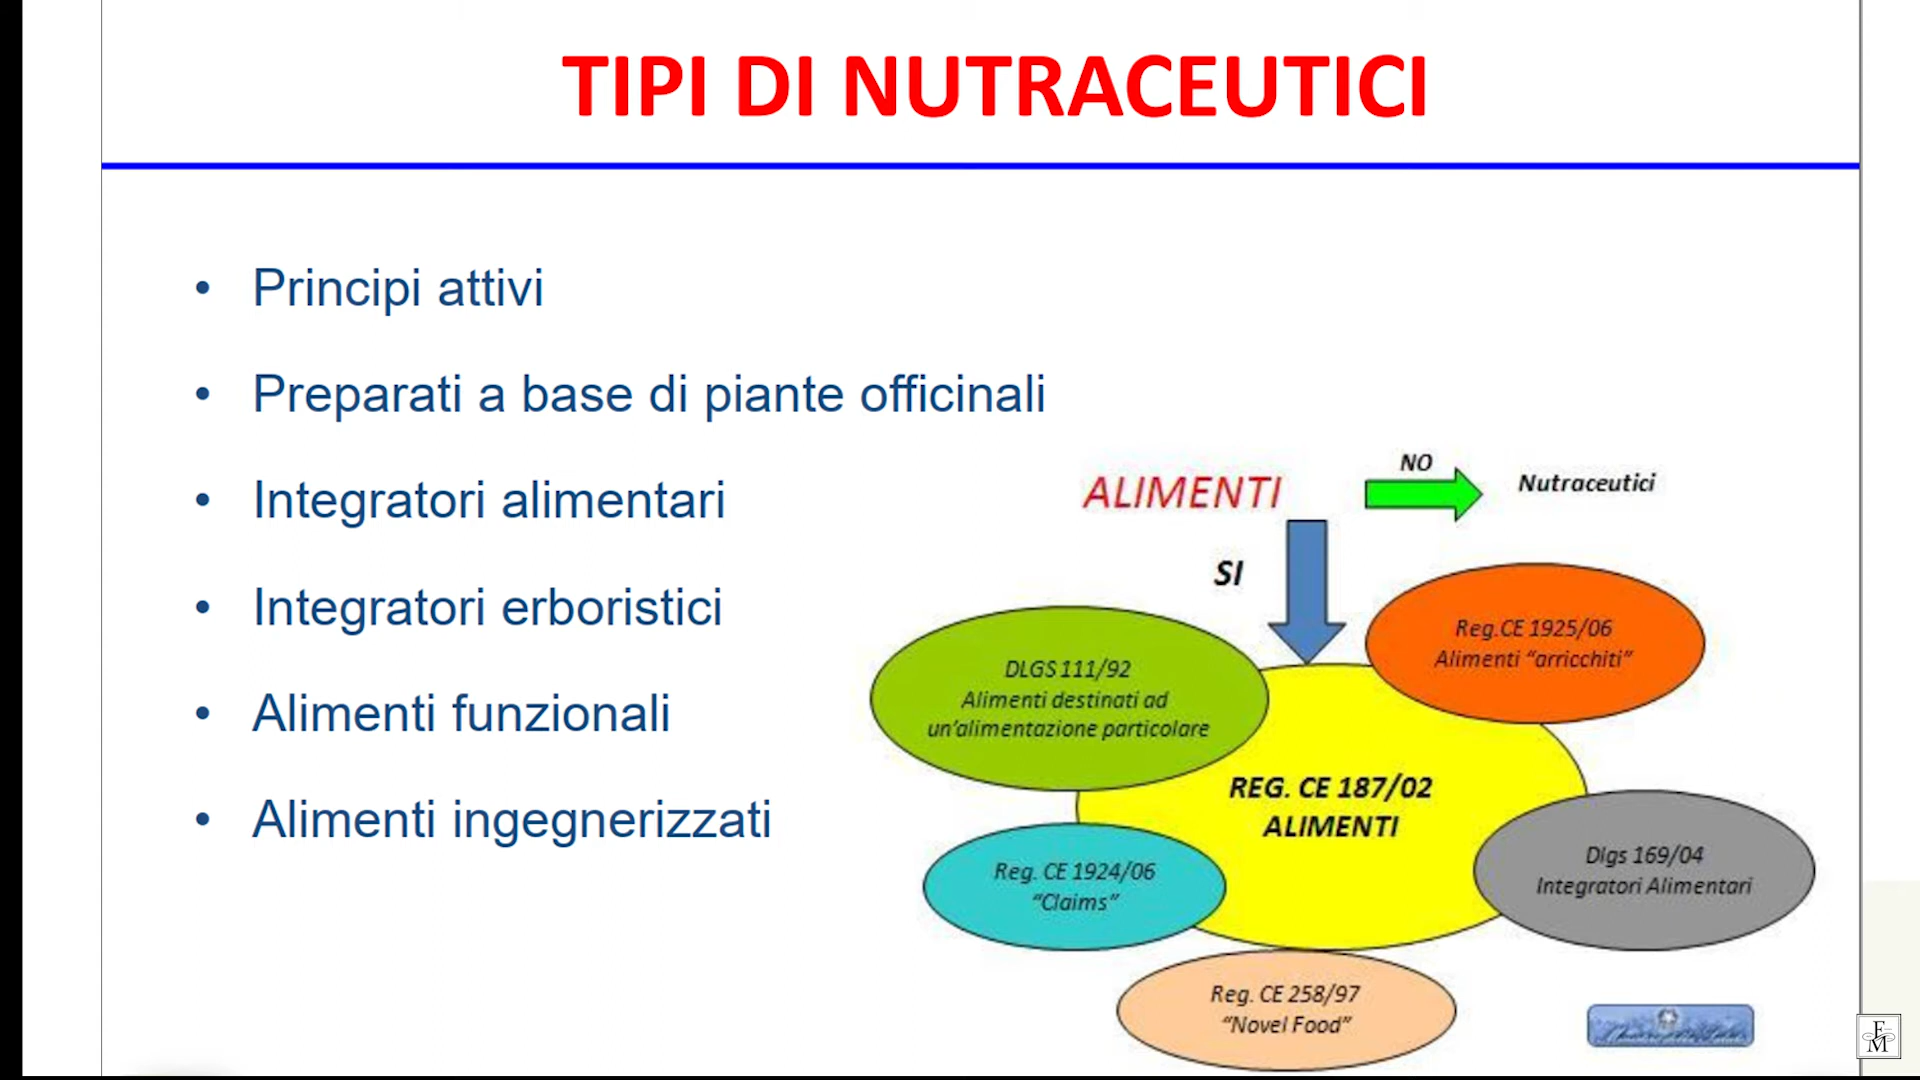 TIPI DI NUTRACEUTICI
• Principi attivi
• Preparati a base di piante officinali
• Integratori alimentari
• Integratori erboristici
• Alimenti funzionali
• Alimenti ingegnerizzati
ALIMENTI
NO
Nutraceutici
SI
Reg.CE 1925/06
Alimenti “arricchiti”
DLGS 111/92
Alimenti destinati ad
un’alimentazione particolare
REG. CE 187/02
ALIMENTI
Reg. CE 1924/06
“Claims”
Dlgs 169/04
Integratori Alimentari
Reg. CE 258/97
“Novel Food”
F
M